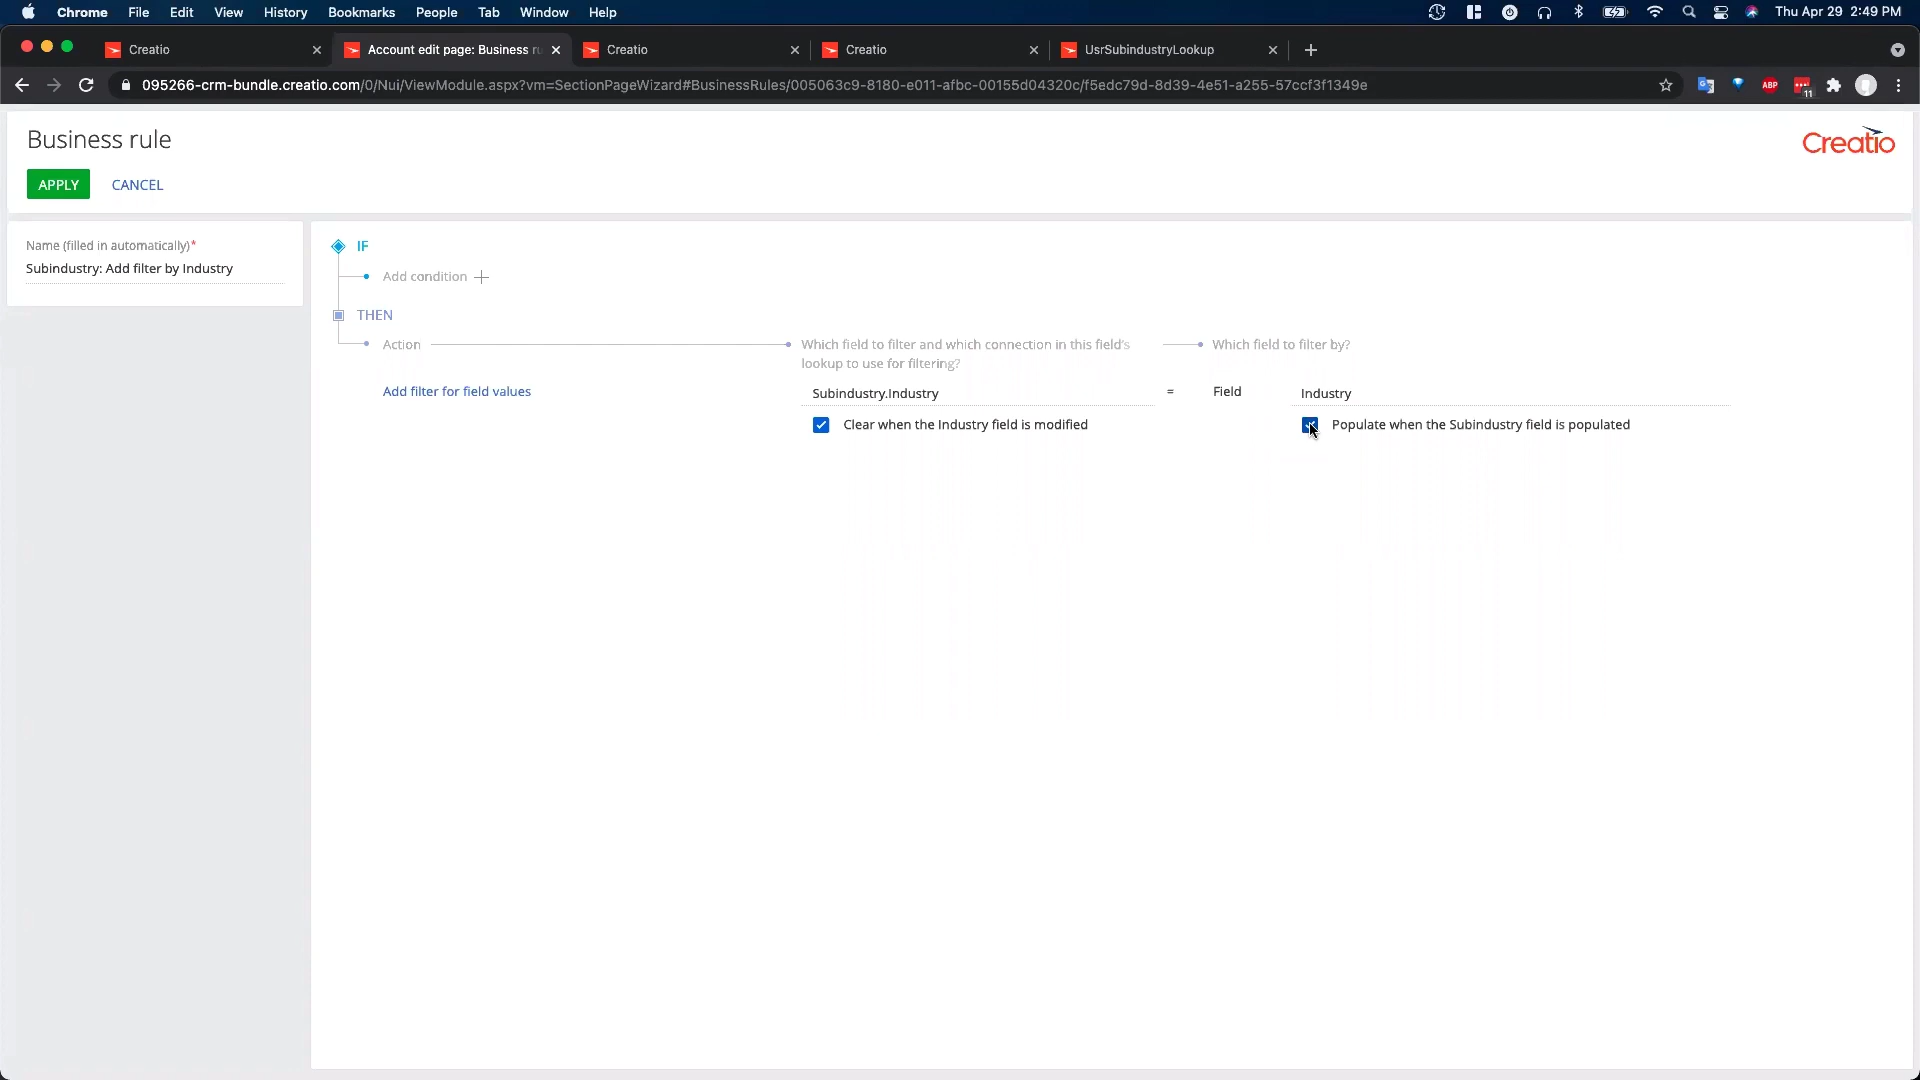 Chrome File Edit View History Bookmarks People Tab Window Help Thu Apr 29 2:49 PM
Creatio
Account edit page: Business ru
Creatio
Creatio
UsrSubindustryLookup
095266-crm-bundle.creatio.com/0/Nui/ViewModule.aspx?vm=SectionPageWizard#BusinessRules/005063c9-8180-e011-afbc-00155d04320c/f5edc79d-8d39-4e51-a255-57ccf3f1349e
ABP
11
Business rule
Creatio
APPLY CANCEL
Name (filled in automatically)*
Subindustry: Add filter by Industry
IF
Add condition
THEN
Action
Which field to filter and which connection in this field's
lookup to use for filtering?
Which field to filter by?
Add filter for field values
Subindustry.Industry
=
Field
Industry
Clear when the Industry field is modified
Populate when the Subindustry field is populated